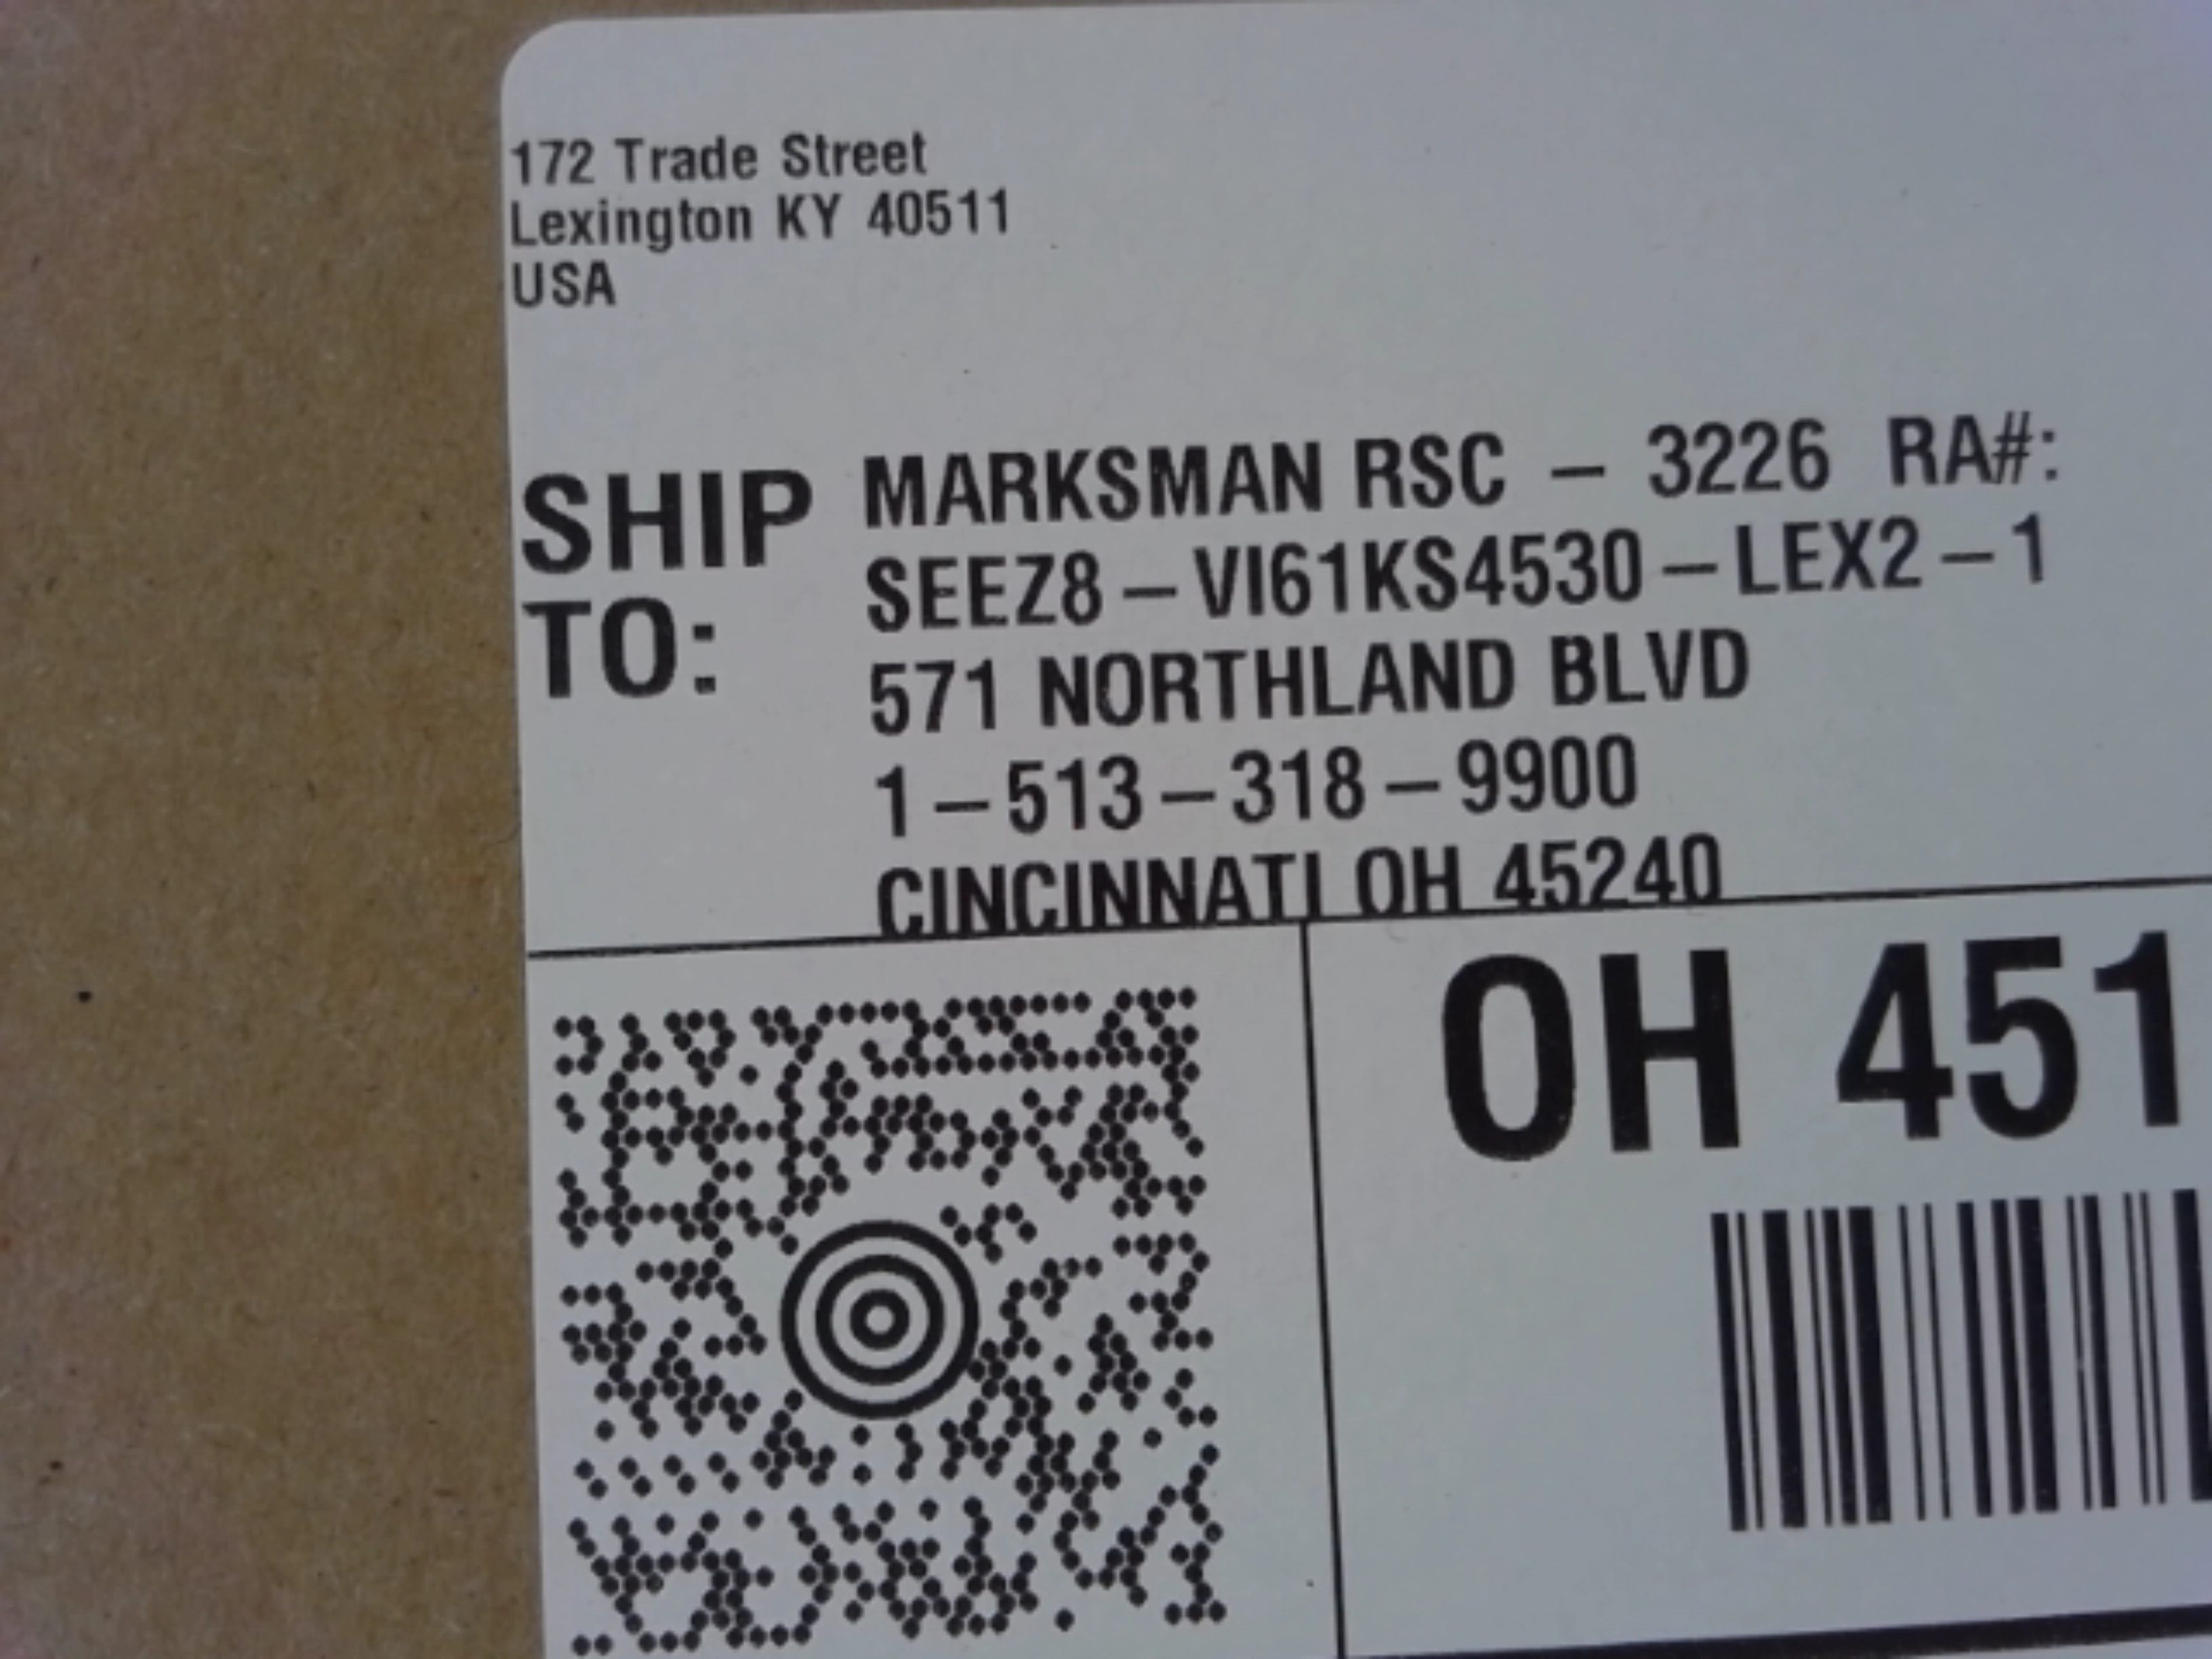 172 Trade Street
Lexington KY 40511
USA
SHIP TO:
MARKSMAN RSC – 3226 RA#:
SEEZ8–VI61KS4530–LEX2–1
571 NORTHLAND BLVD
1–513–318–9900
CINCINNATI OH 45240
OH 451